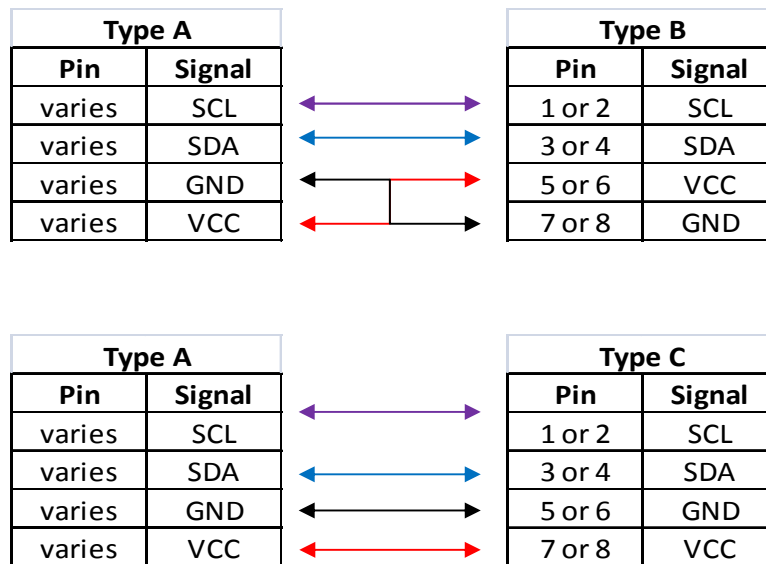 Type A Type B
Pin Signal Pin Signal
varies SCL 1 or 2 SCL
varies SDA 3 or 4 SDA
varies GND 5 or 6 VCC
varies VCC 7 or 8 GND
Type A Type C
Pin Signal Pin Signal
varies SCL 1 or 2 SCL
varies SDA 3 or 4 SDA
varies GND 5 or 6 GND
varies VCC 7 or 8 VCC